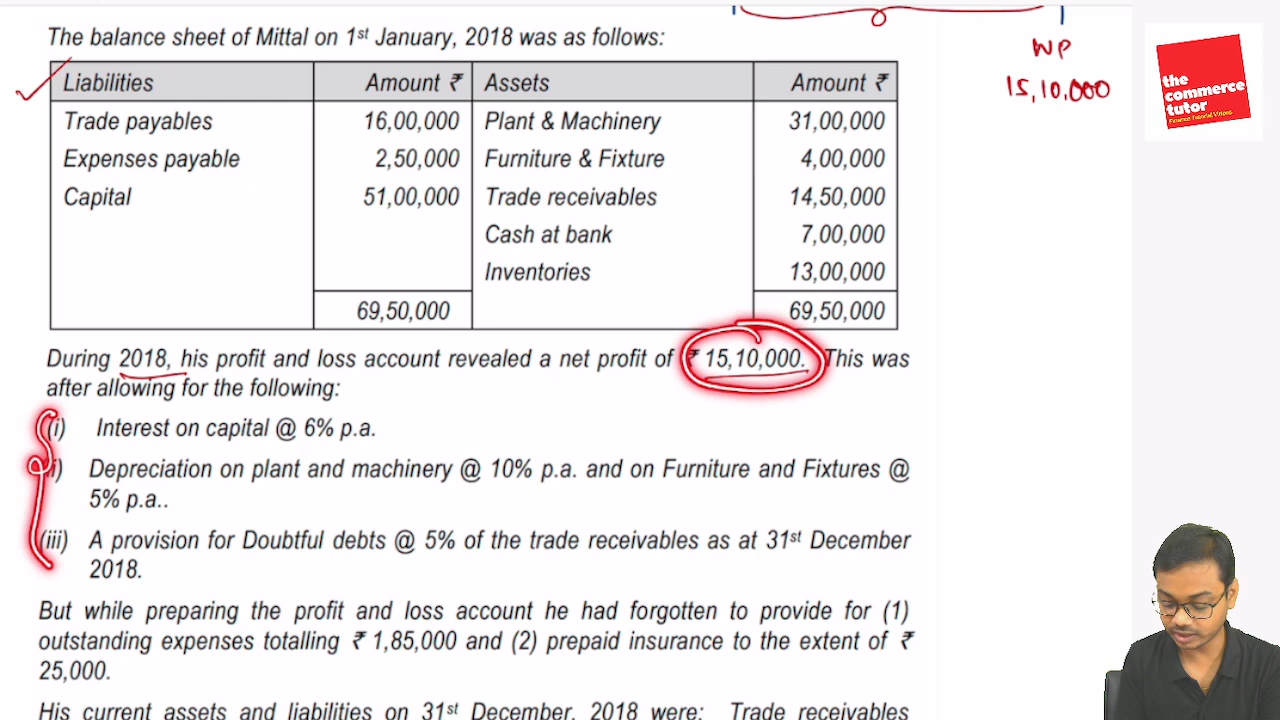 The balance sheet of Mittal on 1st January, 2018 was as follows:
WP
15,10,000
the
commerce
tutor
Liabilities Amount ₹ Assets Amount ₹
Trade payables 16,00,000 Plant & Machinery 31,00,000
Expenses payable 2,50,000 Furniture & Fixture 4,00,000
Capital 51,00,000 Trade receivables 14,50,000
Cash at bank 7,00,000
Inventories 13,00,000
69,50,000 69,50,000
During 2018, his profit and loss account revealed a net profit of ₹ 15,10,000. This was
after allowing for the following:
(i) Interest on capital @ 6% p.a.
(ii) Depreciation on plant and machinery @ 10% p.a. and on Furniture and Fixtures @
5% p.a..
(iii) A provision for Doubtful debts @ 5% of the trade receivables as at 31st December
2018.
But while preparing the profit and loss account he had forgotten to provide for (1)
outstanding expenses totalling ₹ 1,85,000 and (2) prepaid insurance to the extent of ₹
25,000.
His current assets and liabilities on 31st December, 2018 were: Trade receivables